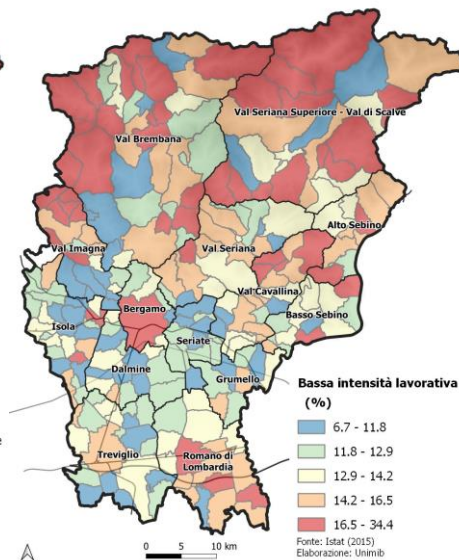 Val Seriana Superiore - Val di Scalve
Val Brembana
Alto Sebino
Val Imagna
Val Seriana
Val Cavallina
Bergamo
Basso Sebino
Isola
Seriate
Dalmine
Grumello
Treviglio
Romano di
Lombardia
Bassa intensità lavorativa
(%)
6.7 - 11.8
11.8 - 12.9
12.9 - 14.2
14.2 - 16.5
16.5 - 34.4
Fonte: Istat (2015)
Elaborazione: Unimib
0 5 10 km
e